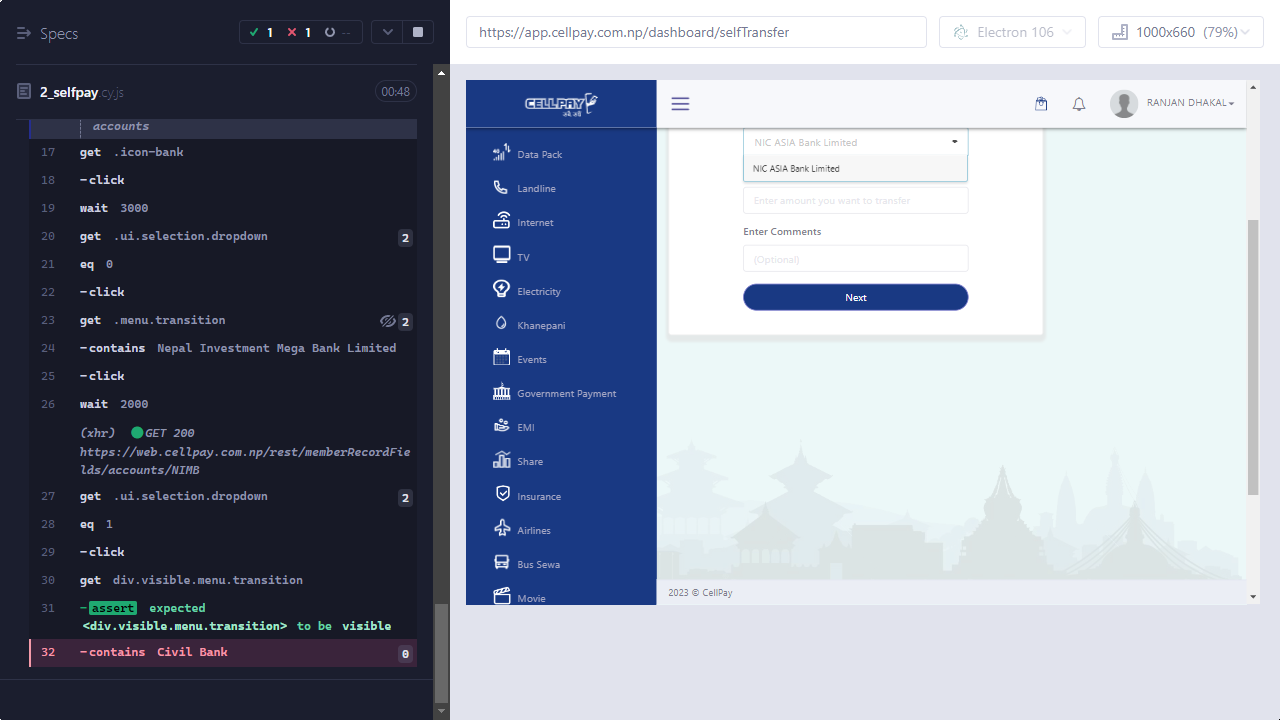 Specs
1
1
--
https://app.cellpay.com.np/dashboard/selfTransfer
Electron 106
1000x660 (79%)
2_selfpay.cy.js
00:48
accounts
17 get .icon-bank
18 -click
19 wait 3000
20 get .ui.selection.dropdown 2
21 eq 0
22 -click
23 get .menu.transition 2
24 -contains Nepal Investment Mega Bank Limited
25 -click
26 wait 2000
(xhr) GET 200
https://web.cellpay.com.np/rest/memberRecordFie
lds/accounts/NIMB
27 get .ui.selection.dropdown 2
28 eq 1
29 -click
30 get div.visible.menu.transition
31 -assert expected
<div.visible.menu.transition> to be visible
32 -contains Civil Bank 0
CELLPAY
RANJAN DHAKAL
Data Pack
Landline
Internet
TV
Electricity
Khanepani
Events
Government Payment
EMI
Share
Insurance
Airlines
Bus Sewa
Movie
NIC ASIA Bank Limited
NIC ASIA Bank Limited
Enter amount you want to transfer
Enter Comments
(Optional)
Next
2023 © CellPay